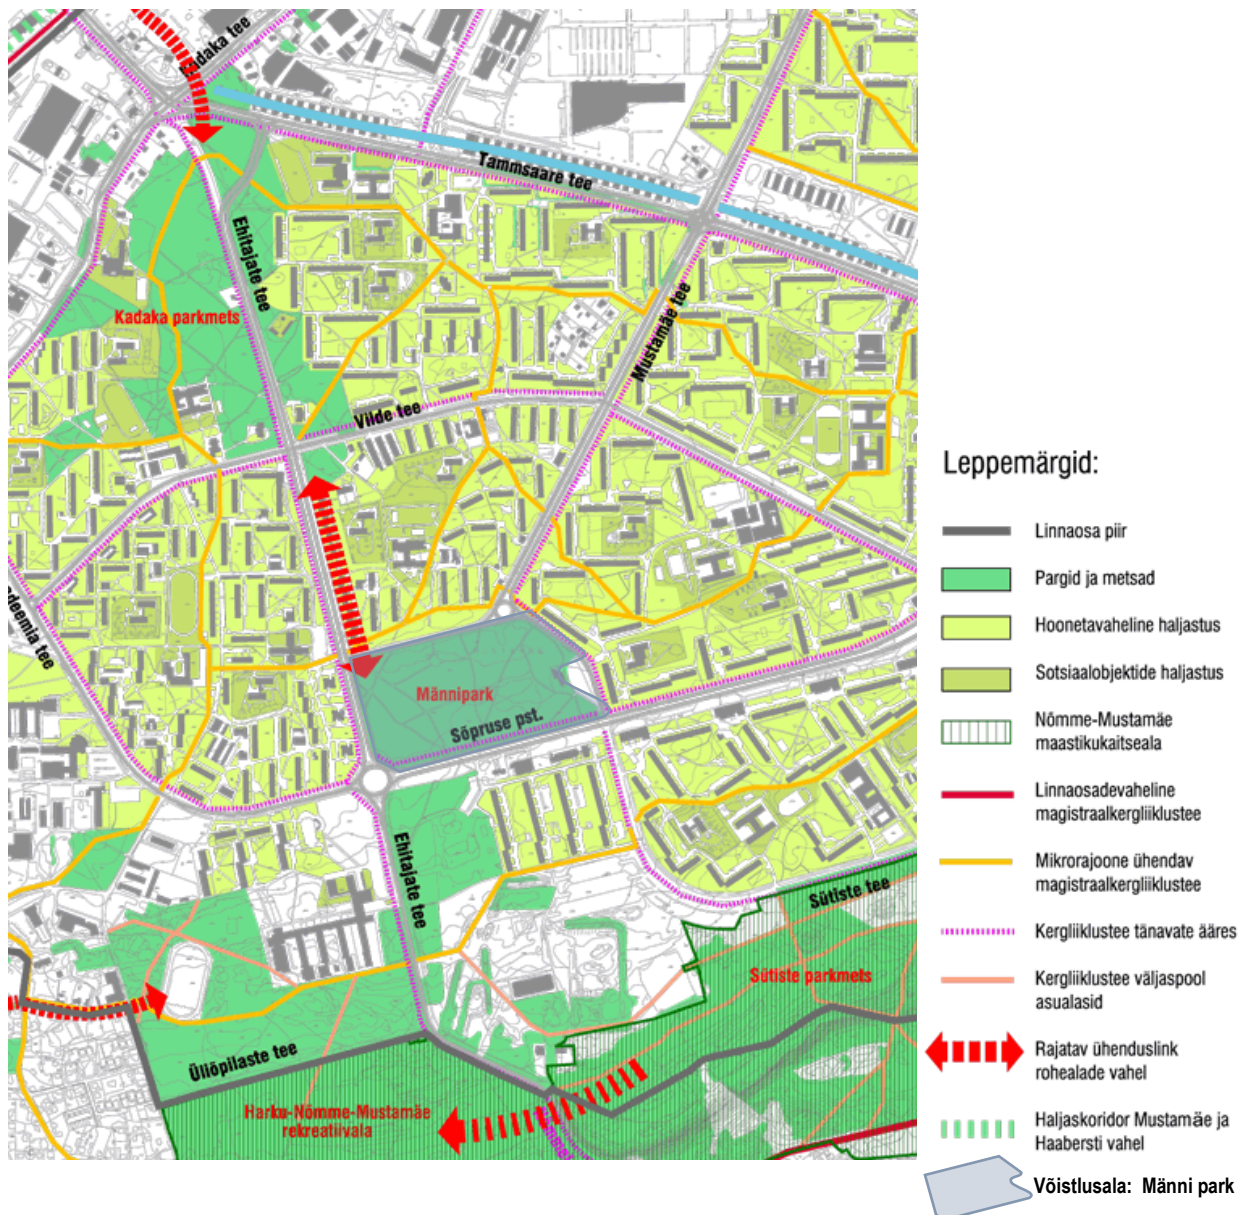 Kadaka tee
Tammsaare tee
Ehitajate tee
Mustamäe tee
Kadaka parkmets
Vilde tee
deemia tee
Männipark
Sõpruse pst.
Ehitajate tee
Sütiste tee
Sütiste parkmets
Üliõpilaste tee
Harku-Nõmme-Mustamäe
rekreatiivala
Leppemärgid:
Linnaosa piir
Pargid ja metsad
Hoonetavaheline haljastus
Sotsiaalobjektide haljastus
Nõmme-Mustamäe
maastikukaitseala
Linnaosadevaheline
magistraalkergliiklustee
Mikrorajoone ühendav
magistraalkergliiklustee
Kergliiklustee tänavate ääres
Kergliiklustee väljaspool
asualasid
Rajatav ühenduslink
rohealade vahel
Haljaskoridor Mustamäe ja
Haabersti vahel
Võistlusala: Männi park